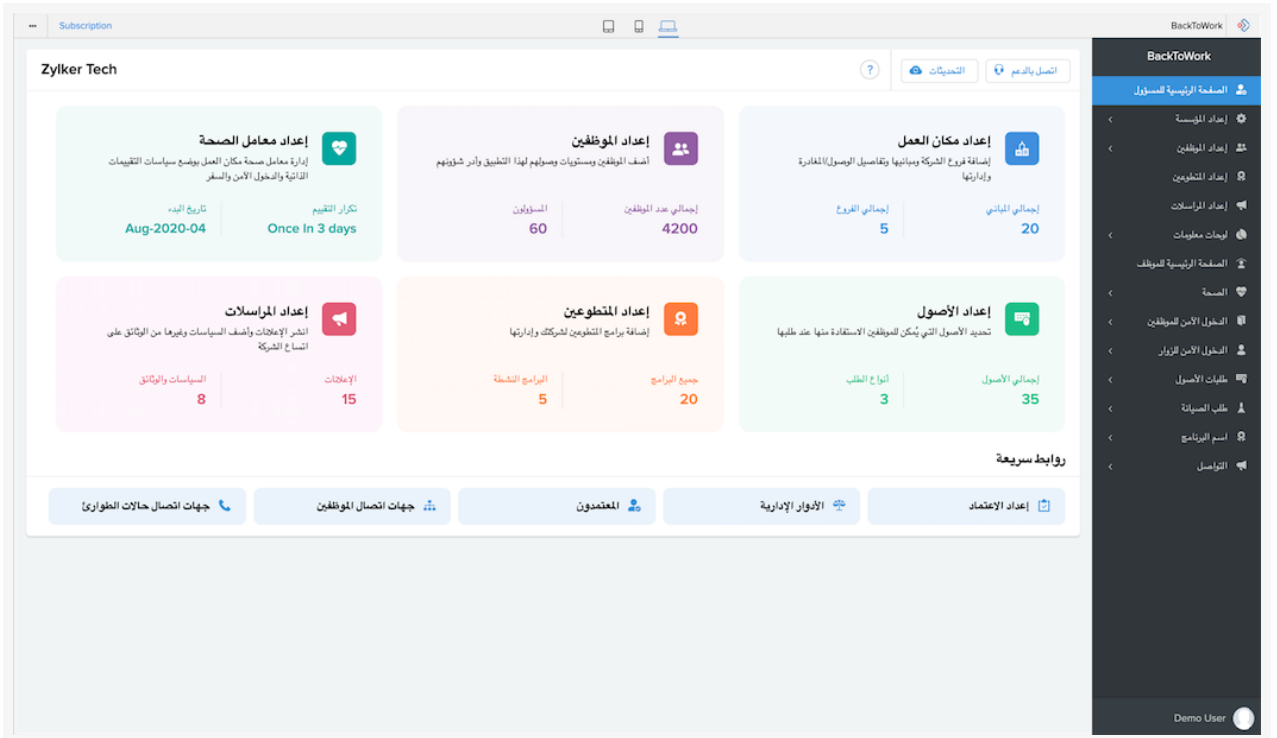 Subscription
BackToWork
BackToWork
الصفحة الرئيسية للمسؤول
إعداد المؤسسة
إعداد الموظفين
إعداد المتطوعين
إعداد المراسلات
لوحات معلومات
الصفحة الرئيسية للموظف
الصحة
الدخول الآمن للموظفين
الدخول الآمن للزوار
طلبات الأصول
طلب الصيانة
اسم البرنامج
التواصل
Demo User
Zylker Tech
?
اتصل بالدعم
التحديثات
إعداد مكان العمل
إضافة فروع الشركة ومبانيها وتفاصيل الوصول/المغادرة
وإدارتها
إجمالي المباني
20
إجمالي الفروع
5
إعداد الموظفين
أضف الموظفين ومستويات وصولهم لهذا التطبيق وأدر شؤونهم
إجمالي عدد الموظفين
4200
المسؤولون
60
إعداد معامل الصحة
إدارة معامل صحة مكان العمل بوضع سياسات التقييمات
الذاتية والدخول الآمن والسفر
تكرار التقييم
Once In 3 days
تاريخ البدء
Aug-2020-04
إعداد الأصول
تحديد الأصول التي يُمكن للموظفين الاستفادة منها عند طلبها
إجمالي الأصول
35
أنواع الطلب
3
إعداد المتطوعين
إضافة برامج المتطوعين لشركتك وإدارتها
جميع البرامج
20
البرامج النشطة
5
إعداد المراسلات
انشر الإعلانات وأضف السياسات وغيرها من الوثائق على
اتساع الشركة
الإعلانات
15
السياسات والوثائق
8
روابط سريعة
إعداد الاعتماد
الأدوار الإدارية
المعتمدون
جهات اتصال الموظفين
جهات اتصال حالات الطوارئ